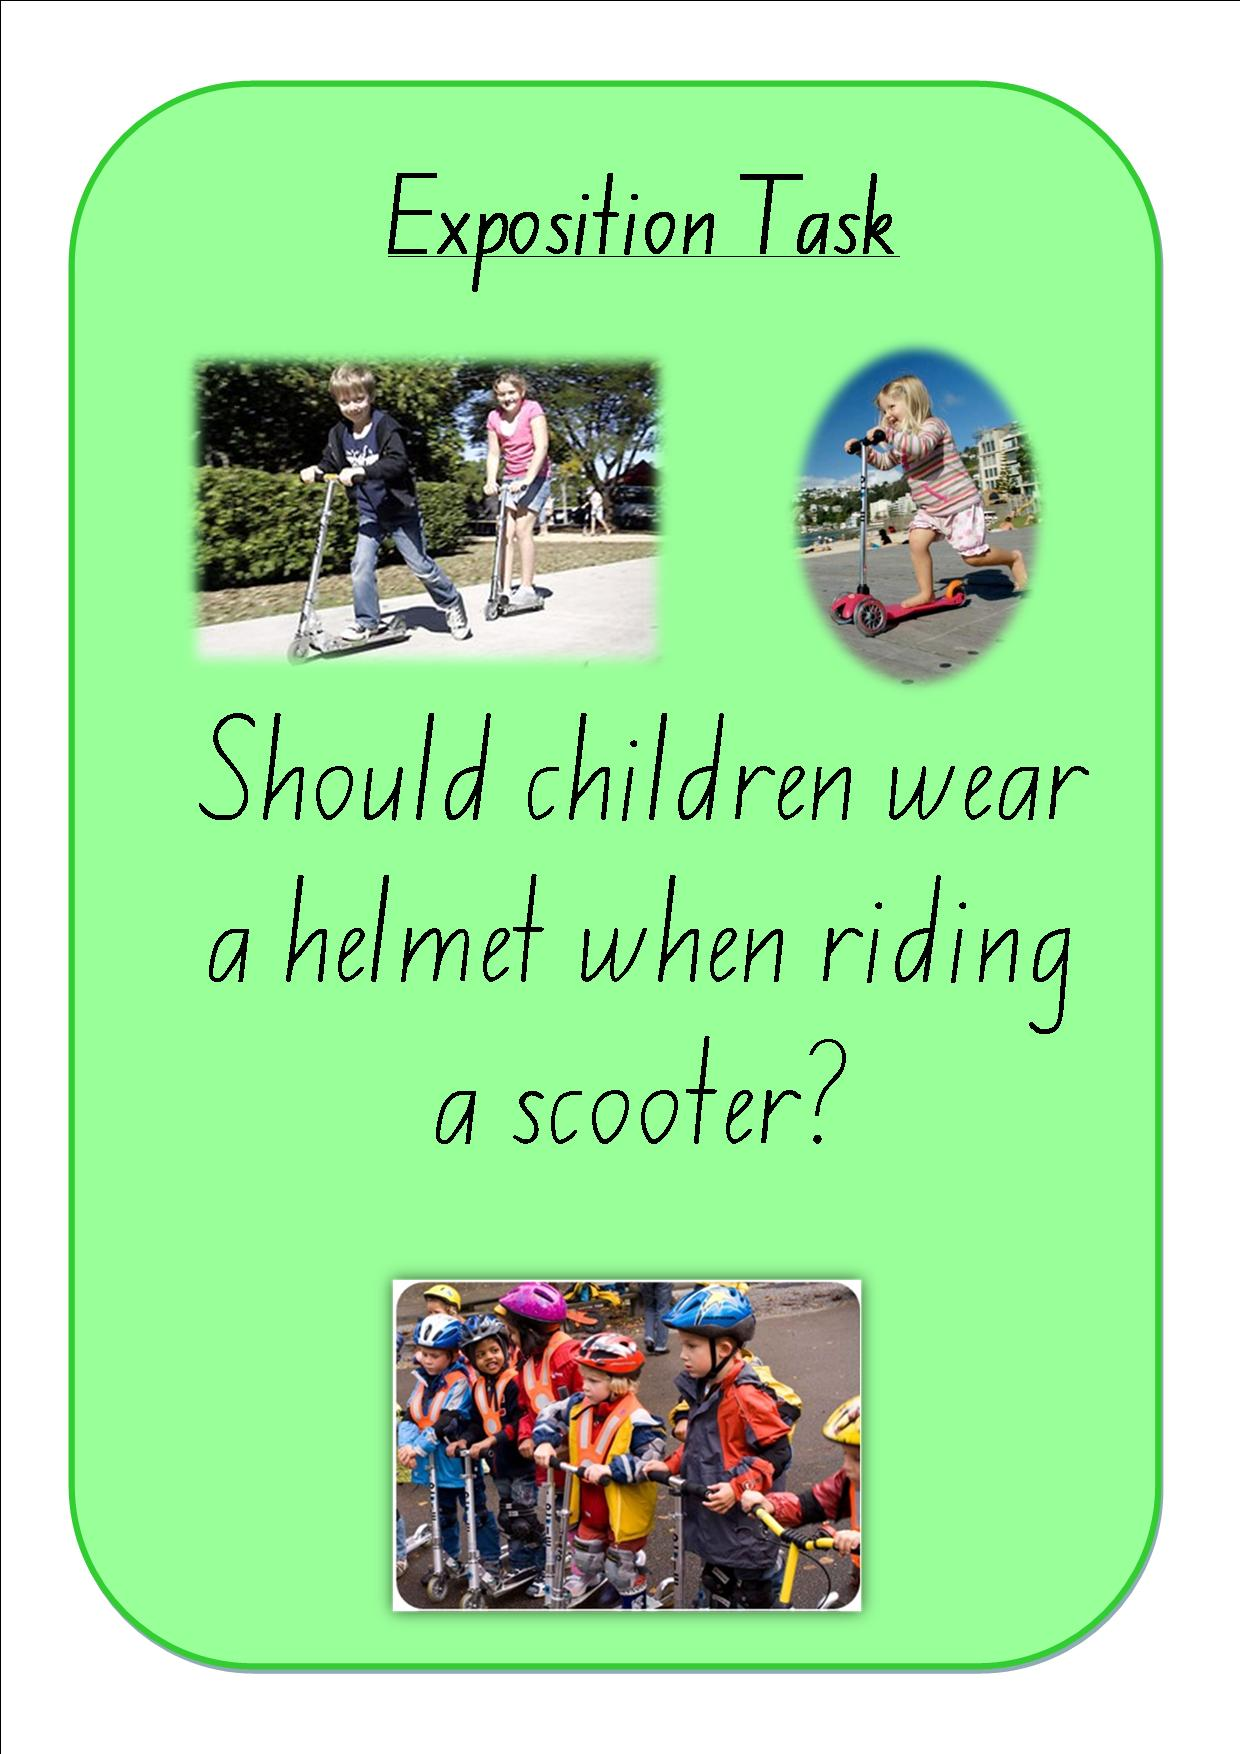 Exposition Task
Should children wear
a helmet when riding
a scooter?